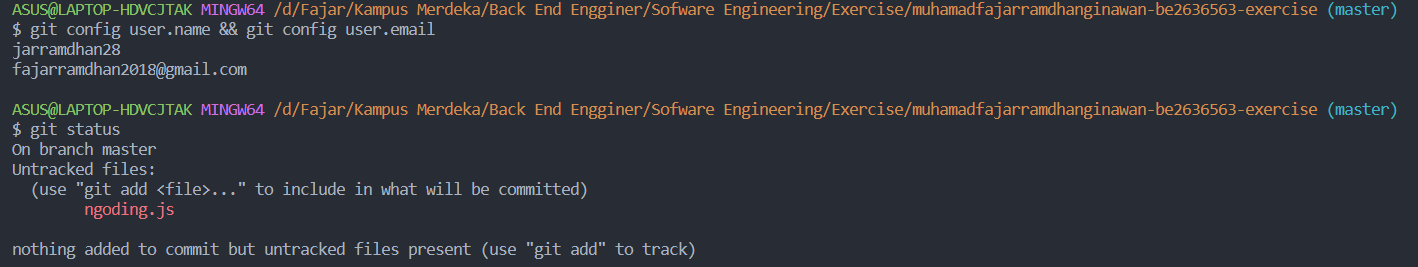 ASUS@LAPTOP-HDVCJTAK MINGW64 /d/Fajar/Kampus Merdeka/Back End Engginer/Sofware Engineering/Exercise/muhamadfajarramdhanginawan-be2636563-exercise (master)
$ git config user.name && git config user.email
jarramdhan28
fajarramdhan2018@gmail.com
ASUS@LAPTOP-HDVCJTAK MINGW64 /d/Fajar/Kampus Merdeka/Back End Engginer/Sofware Engineering/Exercise/muhamadfajarramdhanginawan-be2636563-exercise (master)
$ git status
On branch master
Untracked files:
  (use "git add <file>..." to include in what will be committed)
        ngoding.js
nothing added to commit but untracked files present (use "git add" to track)